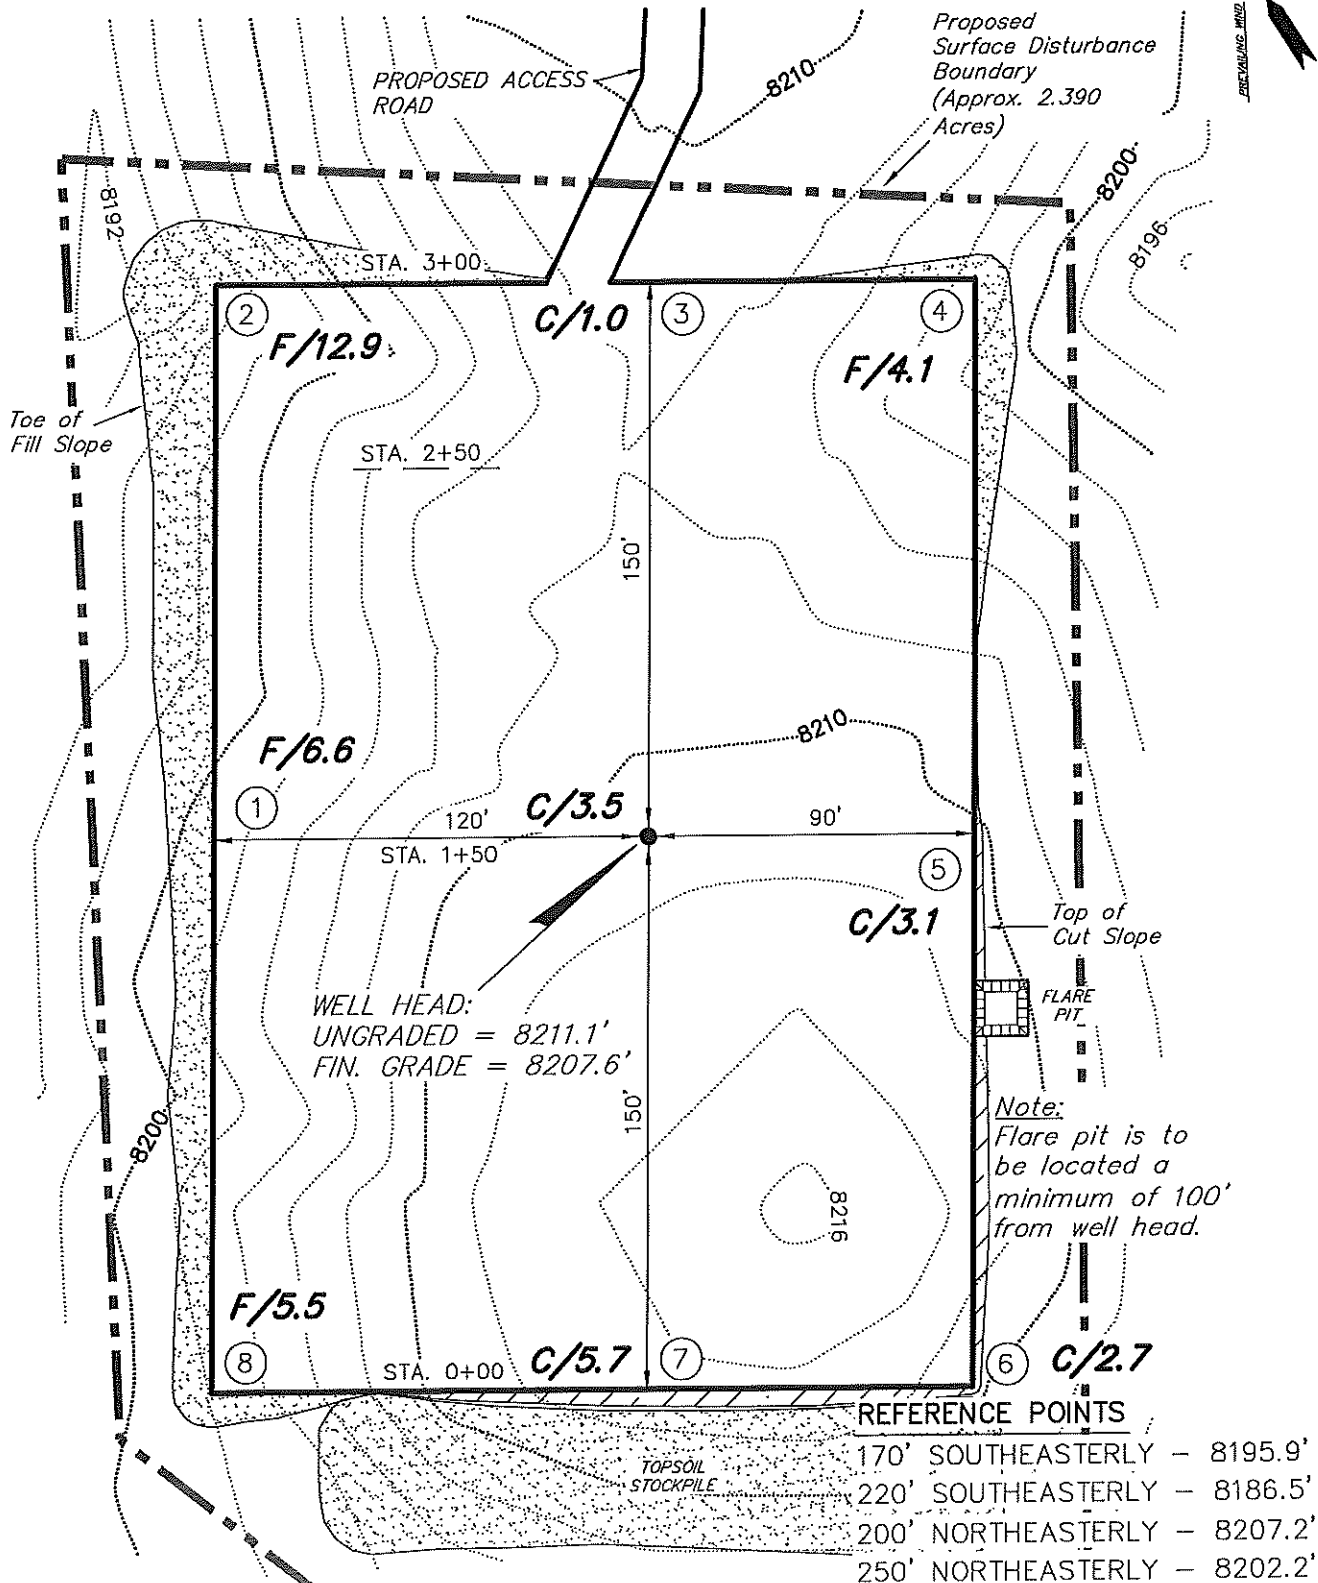 PREVAILING WIND
Proposed
Surface Disturbance
Boundary
(Approx. 2.390
Acres)
PROPOSED ACCESS
ROAD
8210
8200
8192
8196
STA. 3+00
2
F/12.9
C/1.0
3
4
F/4.1
Toe of
Fill Slope
STA. 2+50
150'
F/6.6
8210
1
C/3.5
120'
90'
STA. 1+50
5
C/3.1
Top of
Cut Slope
WELL HEAD:
UNGRADED = 8211.1'
FIN. GRADE = 8207.6'
FLARE
PIT
150'
8200
Note:
Flare pit is to
be located a
minimum of 100'
from well head.
8216
F/5.5
8
STA. 0+00
C/5.7
7
6
C/2.7
TOPSOIL
STOCKPILE
REFERENCE POINTS
170' SOUTHEASTERLY - 8195.9'
220' SOUTHEASTERLY - 8186.5'
200' NORTHEASTERLY - 8207.2'
250' NORTHEASTERLY - 8202.2'